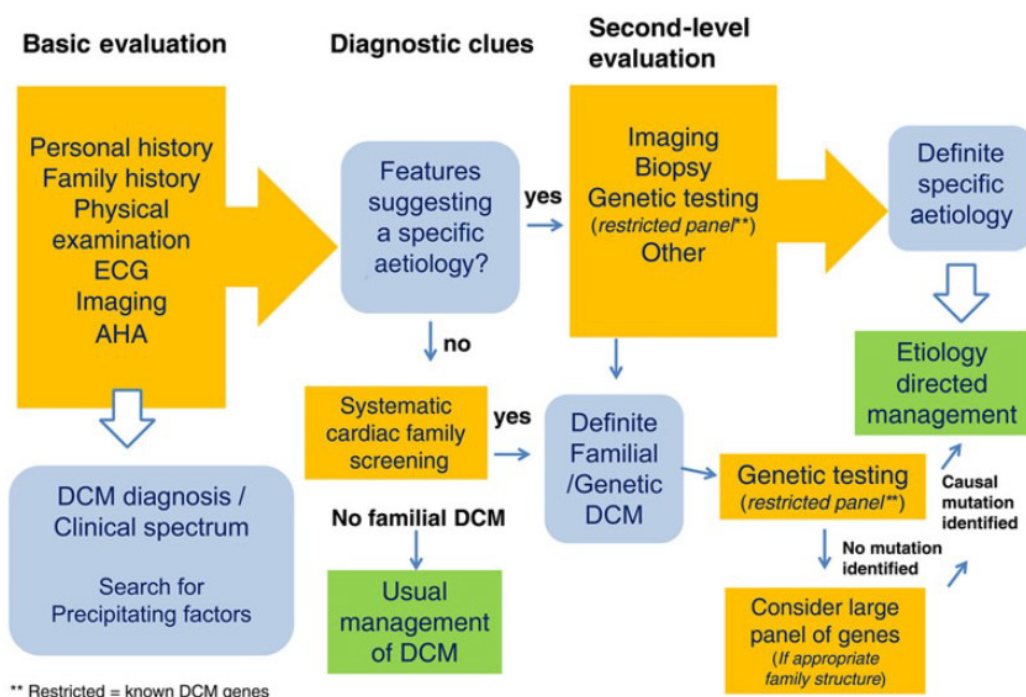 Basic evaluation
Diagnostic clues
Second-level
evaluation
Personal history
Family history
Physical
examination
ECG
Imaging
AHA
Features
suggesting
a specific
aetiology?
yes
Imaging
Biopsy
Genetic testing
(restricted panel**)
Other
Definite
specific
aetiology
no
Etiology
directed
management
Systematic
cardiac family
screening
yes
Definite
Familial
/Genetic
DCM
Genetic testing
(restricted panel**)
Causal
mutation
identified
DCM diagnosis /
Clinical spectrum
Search for
Precipitating factors
No familial DCM
Usual
management
of DCM
No mutation
identified
Consider large
panel of genes
(If appropriate
family structure)
** Restricted = known DCM genes